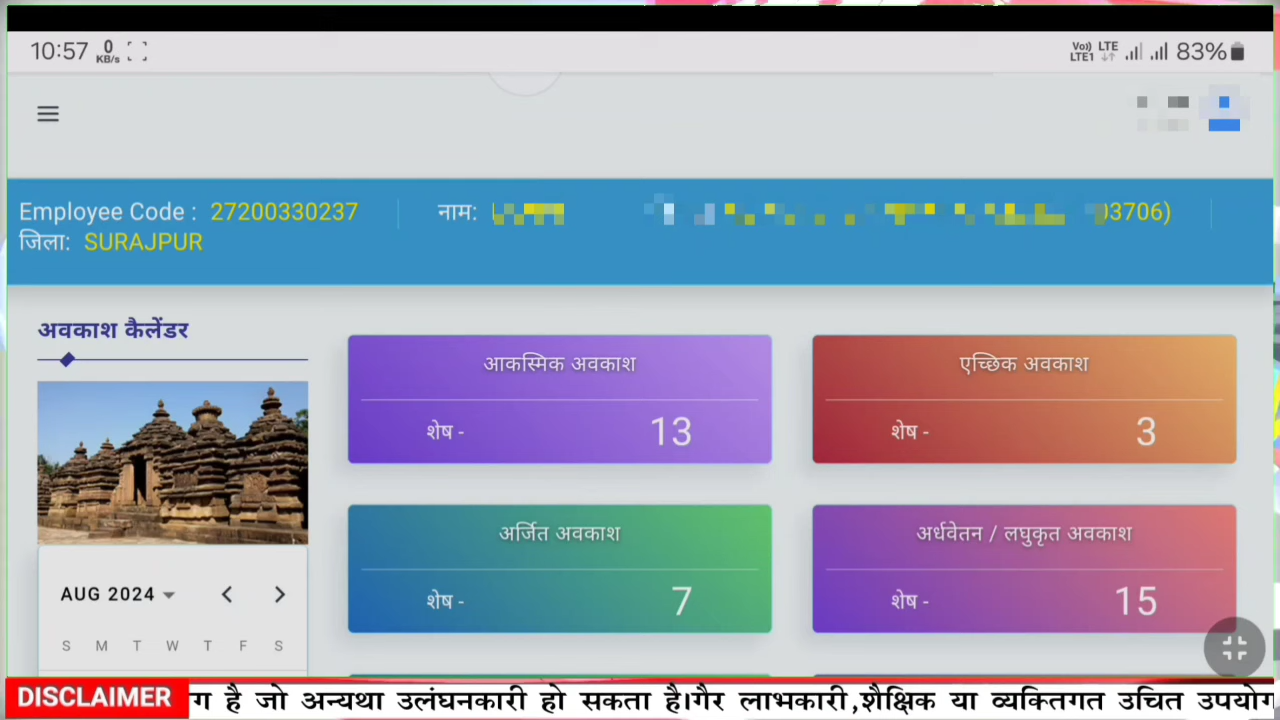 10:57 0 KB/s Vo)) LTE LTE1 83%
Employee Code : 27200330237 नाम: 03706)
जिला: SURAJPUR
अवकाश कैलेंडर
आकस्मिक अवकाश
शेष - 13
एच्छिक अवकाश
शेष - 3
अर्जित अवकाश
शेष - 7
अर्धवेतन / लघुकृत अवकाश
शेष - 15
AUG 2024
S M T W T F S
DISCLAIMER ग है जो अन्यथा उलंघनकारी हो सकता है।गैर लाभकारी,शैक्षिक या व्यक्तिगत उचित उपयोग